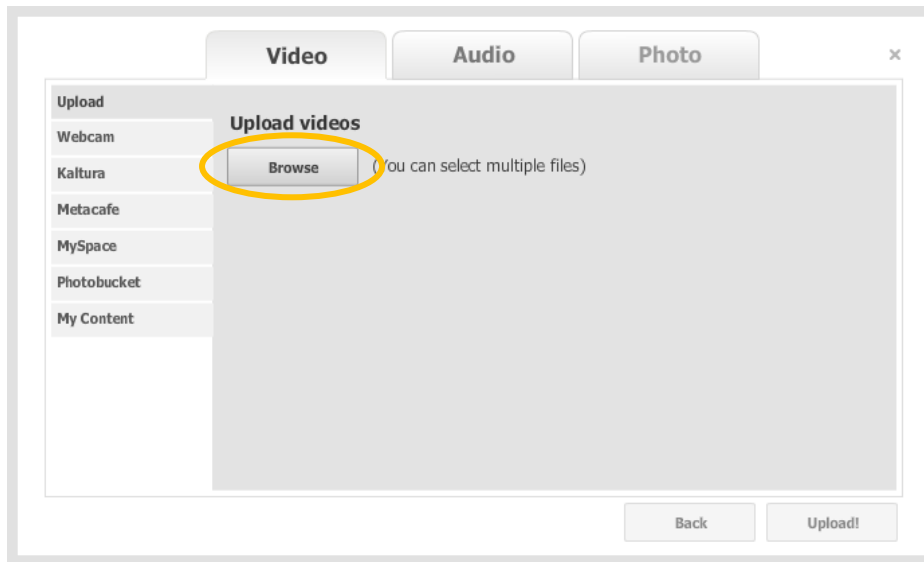 Video
Audio
Photo
×
Upload
Webcam
Kaltura
Metacafe
MySpace
Photobucket
My Content
Upload videos
Browse
(You can select multiple files)
Back
Upload!